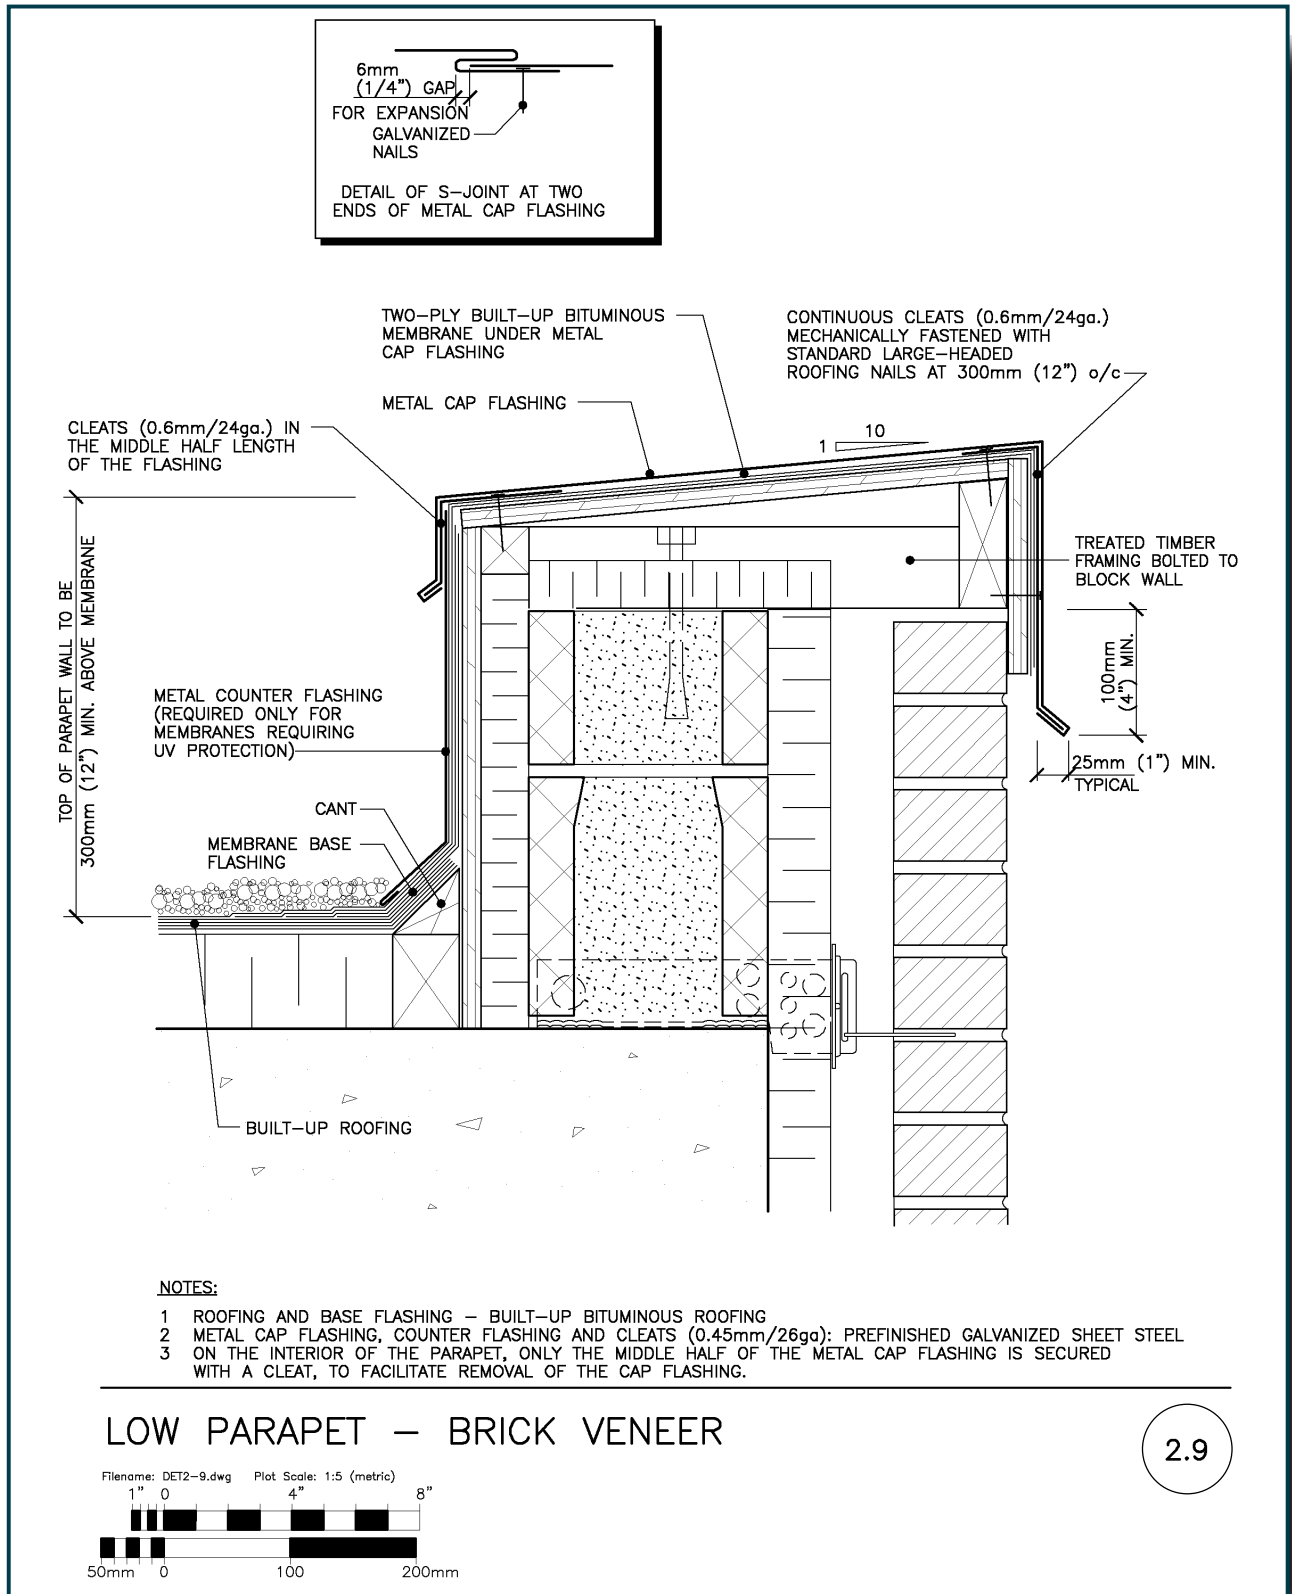 6mm
(1/4") GAP
FOR EXPANSION
GALVANIZED
NAILS
DETAIL OF S-JOINT AT TWO
ENDS OF METAL CAP FLASHING
TWO-PLY BUILT-UP BITUMINOUS
MEMBRANE UNDER METAL
CAP FLASHING
METAL CAP FLASHING
CONTINUOUS CLEATS (0.6mm/24ga.)
MECHANICALLY FASTENED WITH
STANDARD LARGE-HEADED
ROOFING NAILS AT 300mm (12") o/c
CLEATS (0.6mm/24ga.) IN
THE MIDDLE HALF LENGTH
OF THE FLASHING
10
1
TREATED TIMBER
FRAMING BOLTED TO
BLOCK WALL
TOP OF PARAPET WALL TO BE
300mm (12") MIN. ABOVE MEMBRANE
100mm
(4") MIN.
METAL COUNTER FLASHING
(REQUIRED ONLY FOR
MEMBRANES REQUIRING
UV PROTECTION)
25mm (1") MIN.
TYPICAL
CANT
MEMBRANE BASE
FLASHING
BUILT-UP ROOFING
NOTES:
1 ROOFING AND BASE FLASHING - BUILT-UP BITUMINOUS ROOFING
2 METAL CAP FLASHING, COUNTER FLASHING AND CLEATS (0.45mm/26ga): PREFINISHED GALVANIZED SHEET STEEL
3 ON THE INTERIOR OF THE PARAPET, ONLY THE MIDDLE HALF OF THE METAL CAP FLASHING IS SECURED
WITH A CLEAT, TO FACILITATE REMOVAL OF THE CAP FLASHING.
LOW PARAPET - BRICK VENEER
2.9
Filename: DET2-9.dwg Plot Scale: 1:5 (metric)
1" 0 4" 8"
50mm 0 100 200mm